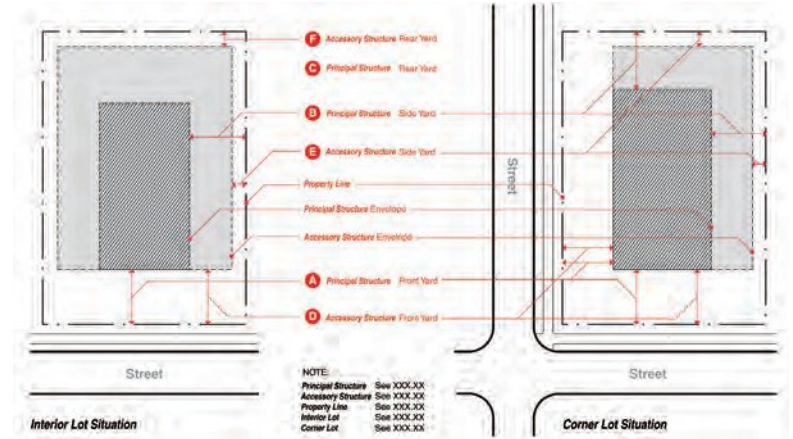 F Accessory Structure Rear Yard
C Principal Structure Rear Yard
B Principal Structure Side Yard
E Accessory Structure Side Yard
Property Line
Principal Structure Envelope
Accessory Structure Envelope
A Principal Structure Front Yard
D Accessory Structure Front Yard
Street
Street
Street
NOTE:
Principal Structure See XXX.XX
Accessory Structure See XXX.XX
Property Line See XXX.XX
Interior Lot See XXX.XX
Corner Lot See XXX.XX
Interior Lot Situation
Corner Lot Situation